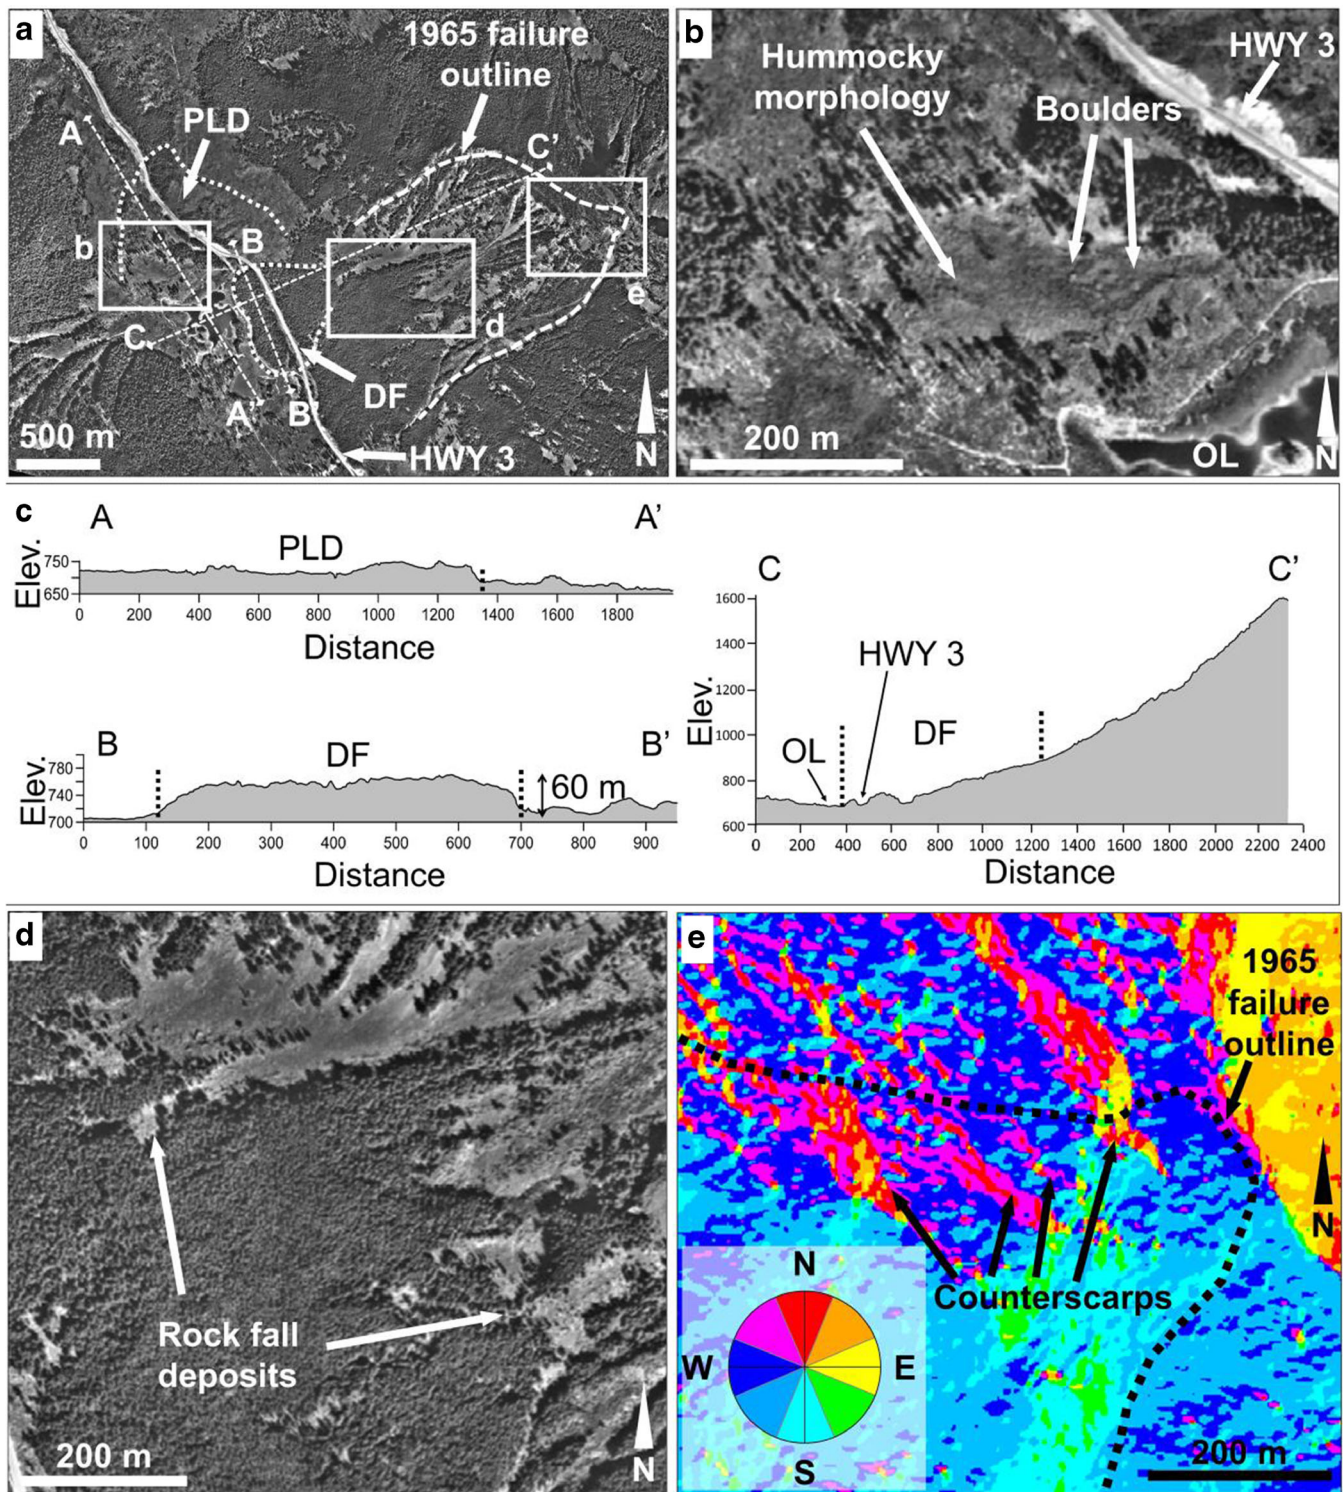 a
1965 failure
outline
PLD
A
C'
B
b
e
C
d
DF
A'
B'
500 m
HWY 3
N
b
HWY 3
Hummocky
morphology
Boulders
200 m
OL
N
c
A
A'
PLD
Elev.
750
650
0 200 400 600 800 1000 1200 1400 1600 1800
Distance
B
B'
DF
Elev.
780
740
700
60 m
0 100 200 300 400 500 600 700 800 900
Distance
C
C'
Elev.
1600
1400
1200
1000
800
600
HWY 3
OL
DF
0 200 400 600 800 1000 1200 1400 1600 1800 2000 2200 2400
Distance
d
Rock fall
deposits
200 m
N
e
1965
failure
outline
N
Counterscarps
N
W
E
S
200 m